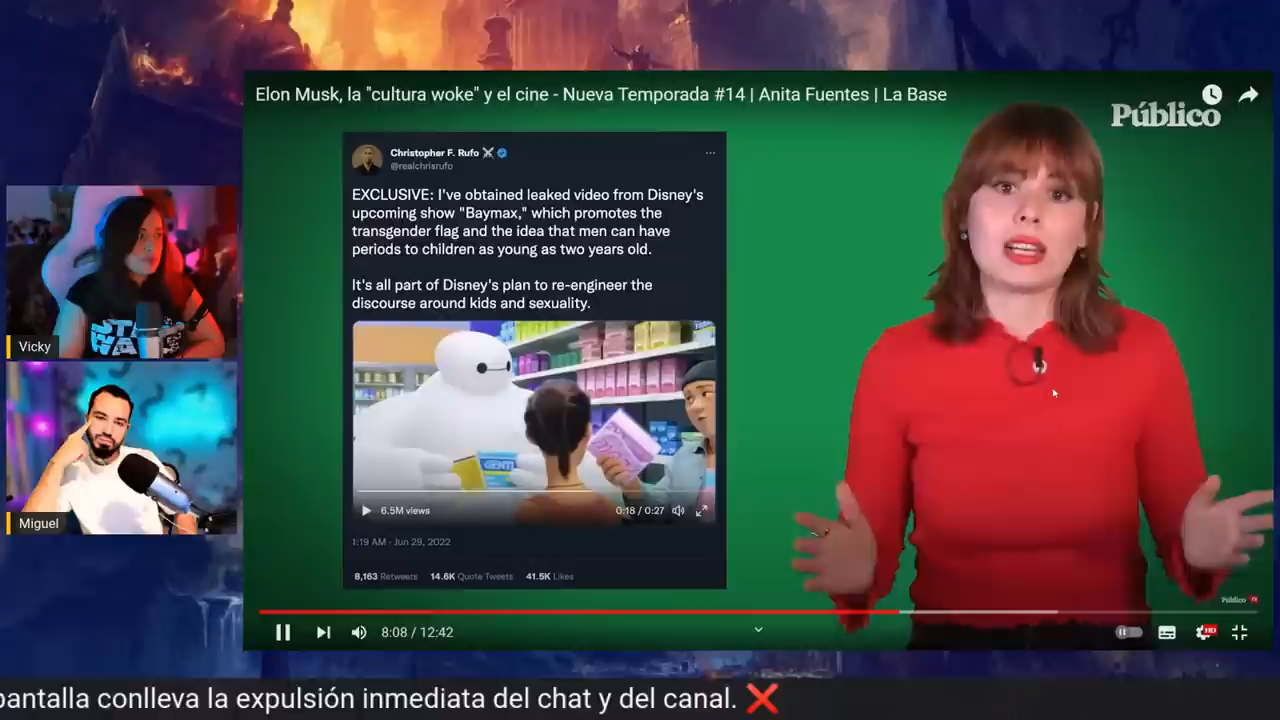 Elon Musk, la "cultura woke" y el cine - Nueva Temporada #14 | Anita Fuentes | La Base
Público
Christopher F. Rufo
@realchrisrufo
EXCLUSIVE: I've obtained leaked video from Disney's
upcoming show "Baymax," which promotes the
transgender flag and the idea that men can have
periods to children as young as two years old.
It's all part of Disney's plan to re-engineer the
discourse around kids and sexuality.
6.5M views
0:18 / 0:27
1:19 AM · Jun 29, 2022
8,163 Retweets 14.6K Quote Tweets 41.5K Likes
Vicky
Miguel
Público TV
8:08 / 12:42
HD
pantalla conlleva la expulsión inmediata del chat y del canal. ❌